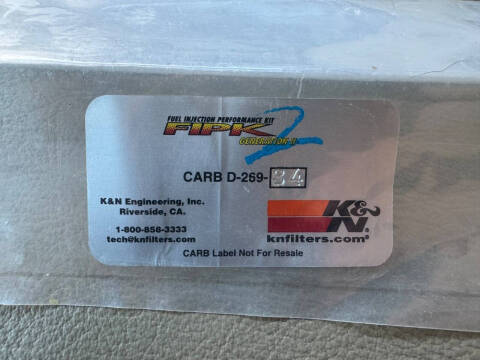 FUEL INJECTION PERFORMANCE KIT
FIPK 2
GENERATION II
CARB D-269-34
K&N Engineering, Inc.
Riverside, CA.
1-800-858-3333
tech@knfilters.com
K&N
knfilters.com®
CARB Label Not For Resale